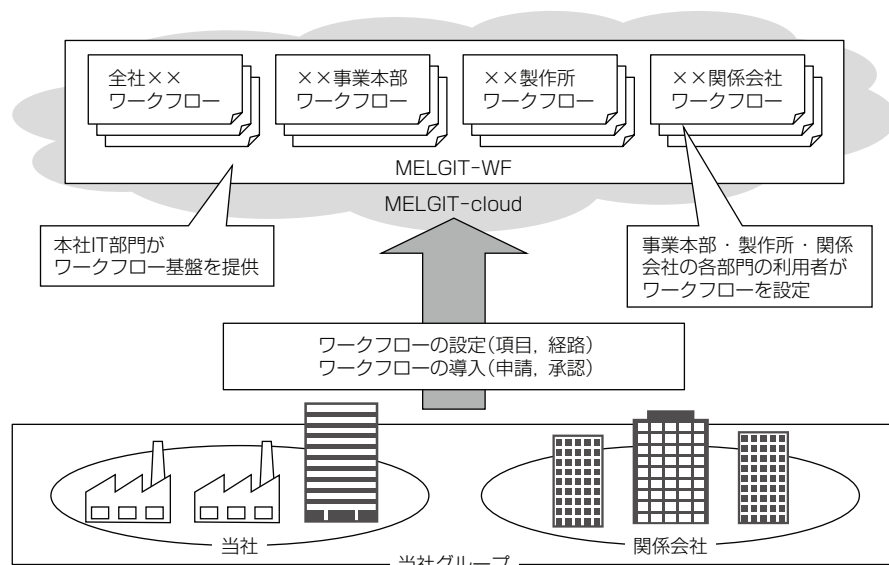 全社××
ワークフロー
××事業本部
ワークフロー
××製作所
ワークフロー
××関係会社
ワークフロー
MELGIT-WF
MELGIT-cloud
本社IT部門が
ワークフロー基盤を提供
事業本部・製作所・関係
会社の各部門の利用者が
ワークフローを設定
ワークフローの設定(項目, 経路)
ワークフローの導入(申請, 承認)
当社
関係会社
当社グループ